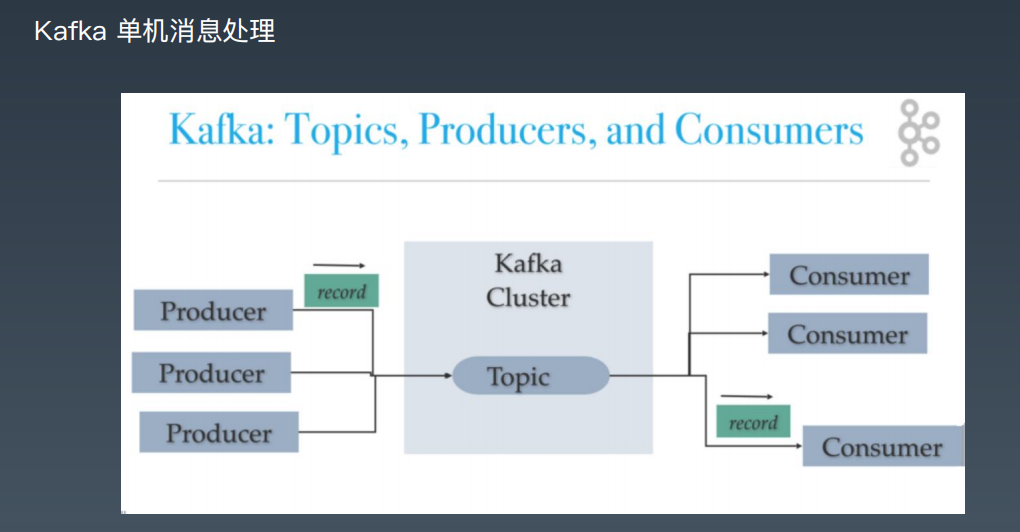 Kafka 单机消息处理
Kafka: Topics, Producers, and Consumers
Kafka
Cluster
record
Producer
Producer
Producer
Topic
Consumer
Consumer
record
Consumer